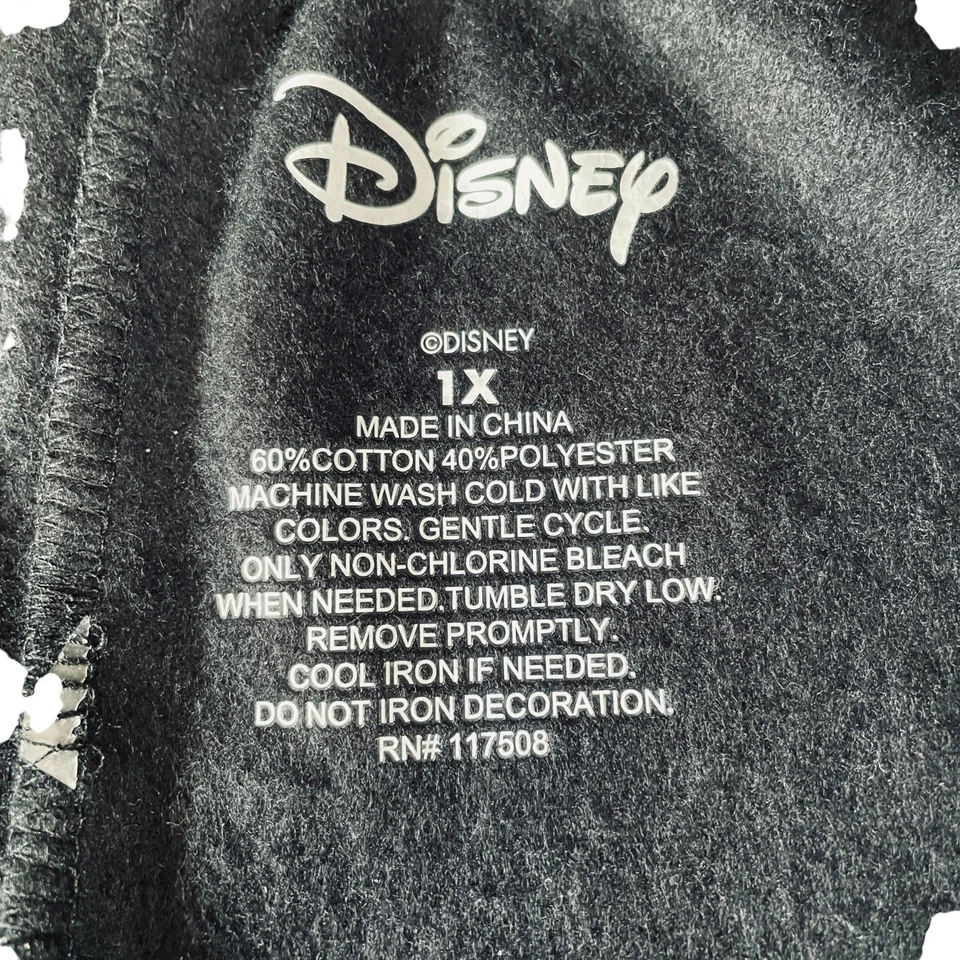 Disney
©DISNEY
1X
MADE IN CHINA
60%COTTON 40%POLYESTER
MACHINE WASH COLD WITH LIKE
COLORS. GENTLE CYCLE.
ONLY NON-CHLORINE BLEACH
WHEN NEEDED.TUMBLE DRY LOW.
REMOVE PROMPTLY.
COOL IRON IF NEEDED.
DO NOT IRON DECORATION.
RN# 117508